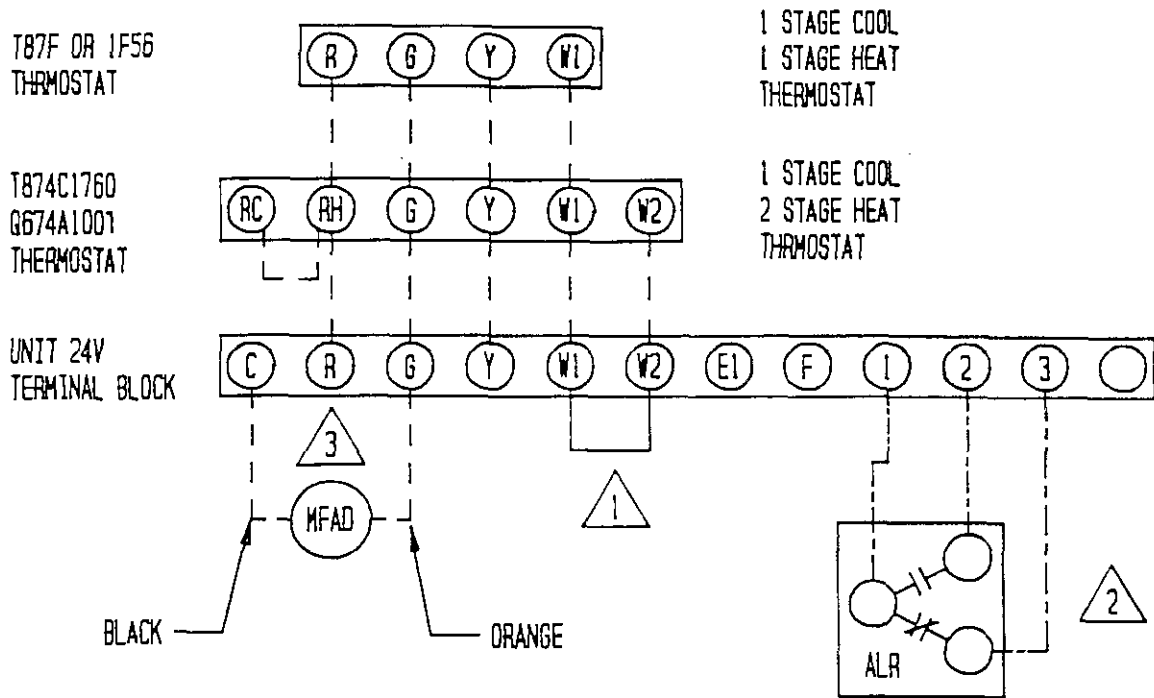 T87F OR 1F56
THRMOSTAT
R G Y W1
1 STAGE COOL
1 STAGE HEAT
THERMOSTAT
T874C1760
Q674A1001
THERMOSTAT
RC RH G Y W1 W2
1 STAGE COOL
2 STAGE HEAT
THRMOSTAT
UNIT 24V
TERMINAL BLOCK
C R G Y W1 W2 E1 F 1 2 3
3
1
MFAD
2
BLACK
ORANGE
ALR